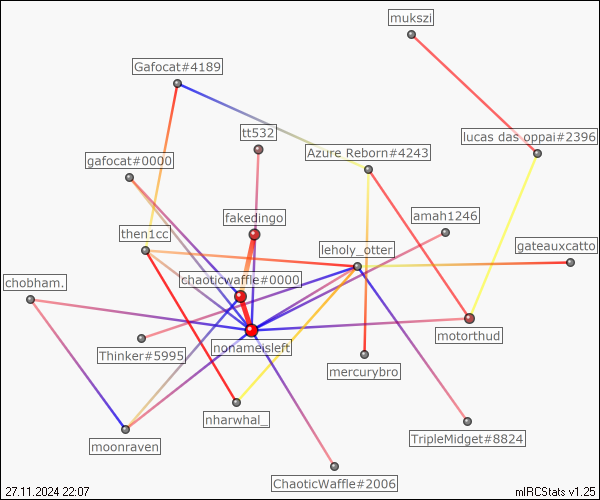 mukszi
Gafocat#4189
tt532
lucas das oppai#2396
Azure Reborn#4243
gafocat#0000
fakedingo
amah1246
then1cc
leholy_otter
gateauxcatto
chaoticwaffle#0000
chobham.
motorthud
nonameisleft
Thinker#5995
mercurybro
nharwhal_
TripleMidget#8824
moonraven
ChaoticWaffle#2006
27.11.2024 22:07
mIRCStats v1.25